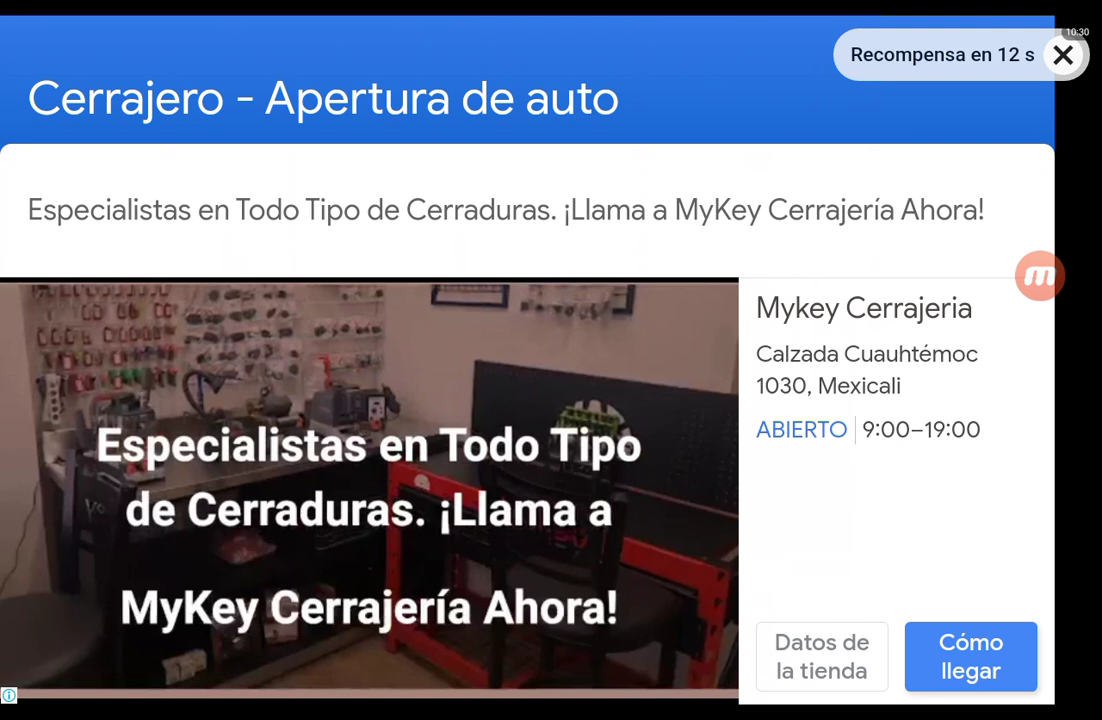 10:30
Recompensa en 12 s
Cerrajero - Apertura de auto
Especialistas en Todo Tipo de Cerraduras. ¡Llama a MyKey Cerrajería Ahora!
Especialistas en Todo Tipo
de Cerraduras. ¡Llama a
MyKey Cerrajería Ahora!
Mykey Cerrajeria
Calzada Cuauhtémoc
1030, Mexicali
ABIERTO | 9:00–19:00
Datos de
la tienda
Cómo
llegar